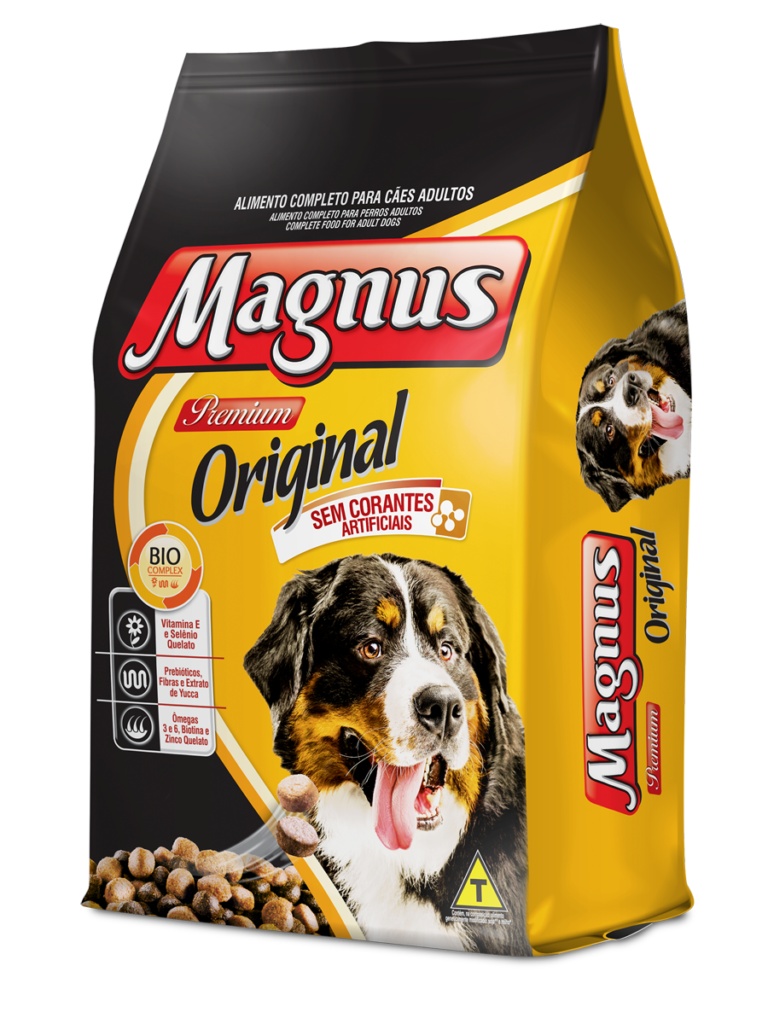 ALIMENTO COMPLETO PARA CÃES ADULTOS
ALIMENTO COMPLETO PARA PERROS ADULTOS
COMPLETE FOOD FOR ADULT DOGS
Magnus
Premium
Original
SEM CORANTES
ARTIFICIAIS
BIO
COMPLEX
Vitamina E
e Selênio
Quelato
Prebióticos,
Fibras e Extrato
de Yucca
Ômegas
3 e 6, Biotina e
Zinco Quelato
T
Magnus
Premium
Original